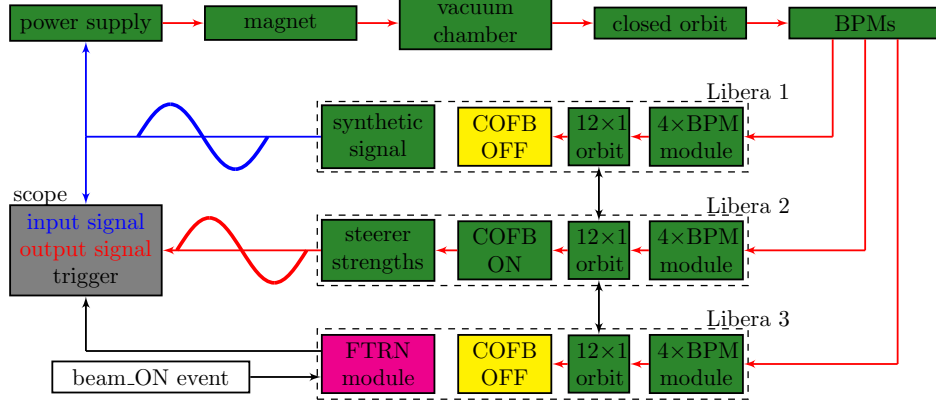 power supply
magnet
vacuum
chamber
closed orbit
BPMs
Libera 1
synthetic
signal
COFB
OFF
12×1
orbit
4×BPM
module
scope
input signal
output signal
trigger
Libera 2
steerer
strengths
COFB
ON
12×1
orbit
4×BPM
module
Libera 3
FTRN
module
COFB
OFF
12×1
orbit
4×BPM
module
beam_ON event